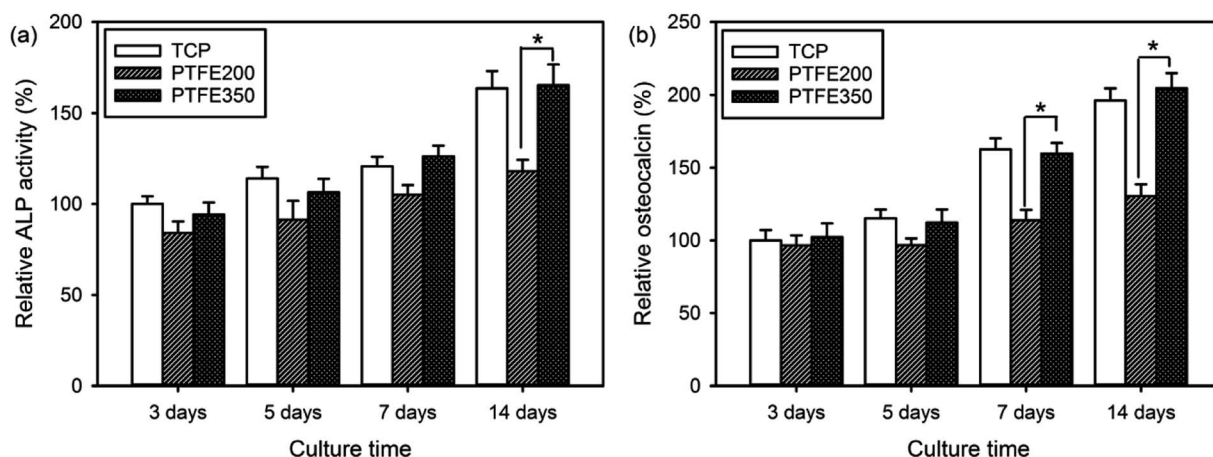 (a)
Relative ALP activity (%)
200
150
100
50
0
TCP
PTFE200
PTFE350
*
3 days 5 days 7 days 14 days
Culture time
(b)
Relative osteocalcin (%)
250
200
150
100
50
0
TCP
PTFE200
PTFE350
*
*
3 days 5 days 7 days 14 days
Culture time